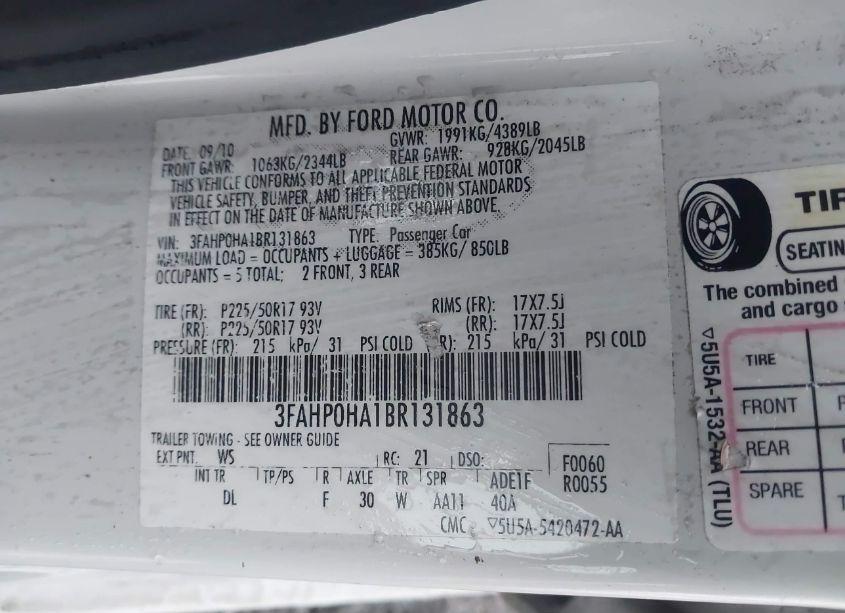 MFD. BY FORD MOTOR CO.
DATE: 09/10 GVWR: 1991KG/4389LB
FRONT GAWR: 1063KG/2344LB REAR GAWR: 928KG/2045LB
THIS VEHICLE CONFORMS TO ALL APPLICABLE FEDERAL MOTOR
VEHICLE SAFETY, BUMPER, AND THEFT PREVENTION STANDARDS
IN EFFECT ON THE DATE OF MANUFACTURE SHOWN ABOVE.
VIN: 3FAHP0HA1BR131863 TYPE: Passenger Car
MAXIMUM LOAD = OCCUPANTS + LUGGAGE = 385KG/ 850LB
OCCUPANTS = 5 TOTAL; 2 FRONT, 3 REAR
TIRE (FR): P225/50R17 93V RIMS (FR): 17X7.5J
(RR): P225/50R17 93V (RR): 17X7.5J
PRESSURE (FR): 215 kPa/ 31 PSI COLD R): 215 kPa/ 31 PSI COLD
3FAHP0HA1BR131863
TRAILER TOWING - SEE OWNER GUIDE
EXT PNT: WS RC: 21 DSO: F0060
R0055
INT TR TP/PS R AXLE TR SPR ADE1F
DL F 30 W AA11 40A
CMC ▽5U5A-5420472-AA
TIR
SEATIN
The combined
and cargo
TIRE
FRONT
REAR
SPARE
▽5U5A-1532-AA (TLU)